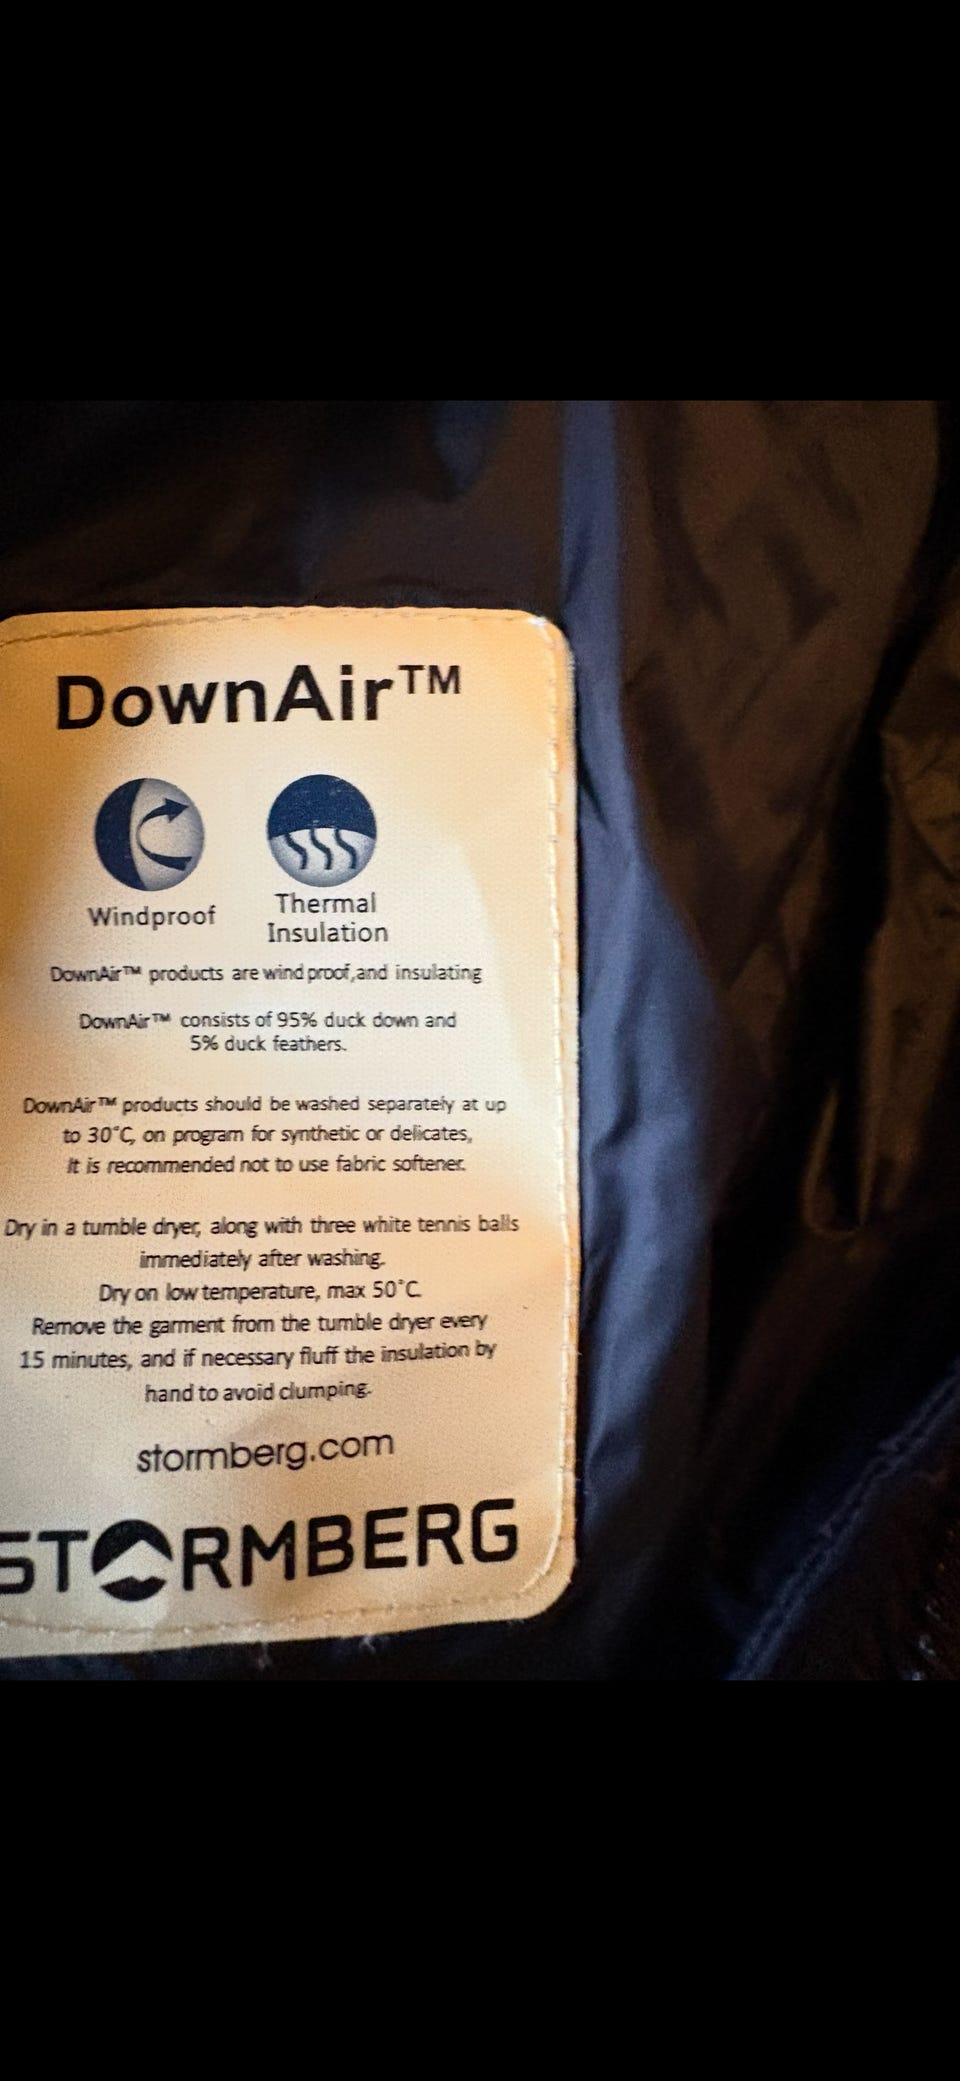 DownAir™
Windproof
Thermal
Insulation
DownAir™ products are wind proof,and insulating
DownAir™ consists of 95% duck down and
5% duck feathers.
DownAir™ products should be washed separately at up
to 30°C, on program for synthetic or delicates,
It is recommended not to use fabric softener.
Dry in a tumble dryer, along with three white tennis balls
immediately after washing.
Dry on low temperature, max 50°C.
Remove the garment from the tumble dryer every
15 minutes, and if necessary fluff the insulation by
hand to avoid clumping.
stormberg.com
STORMBERG